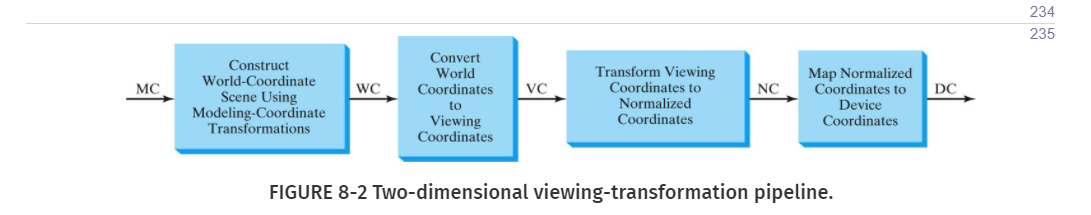 234
235
MC
Construct
World-Coordinate
Scene Using
Modeling-Coordinate
Transformations
WC
Convert
World
Coordinates
to
Viewing
Coordinates
VC
Transform Viewing
Coordinates to
Normalized
Coordinates
NC
Map Normalized
Coordinates to
Device
Coordinates
DC
FIGURE 8-2 Two-dimensional viewing-transformation pipeline.